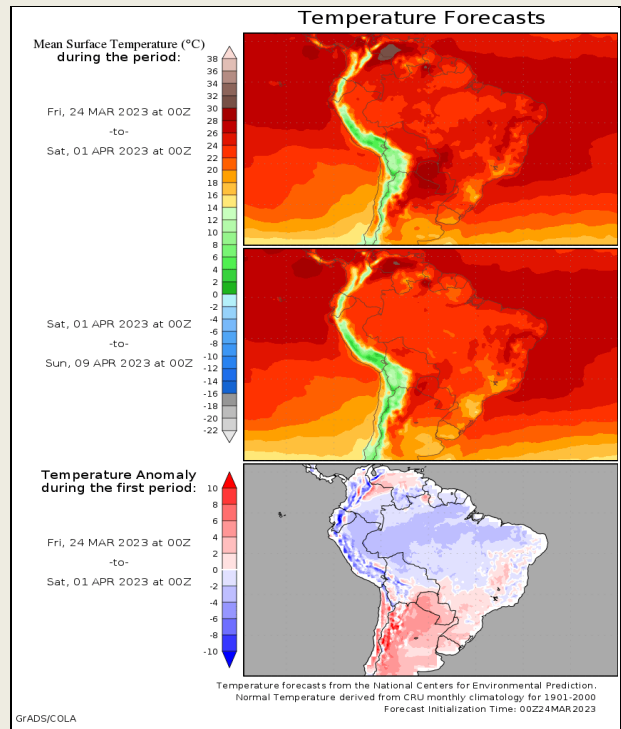 Temperature Forecasts
Mean Surface Temperature (°C)
during the period:
Fri, 24 MAR 2023 at 00Z
-to-
Sat, 01 APR 2023 at 00Z
38
36
34
32
30
28
26
24
22
20
18
16
14
12
10
8
6
4
2
0
-2
-4
-6
-8
-10
-12
-14
-16
-18
-20
-22
Sat, 01 APR 2023 at 00Z
-to-
Sun, 09 APR 2023 at 00Z
Temperature Anomaly
during the first period:
Fri, 24 MAR 2023 at 00Z
-to-
Sat, 01 APR 2023 at 00Z
10
8
6
4
2
0
-2
-4
-6
-8
-10
Temperature forecasts from the National Centers for Environmental Prediction.
Normal Temperature derived from CRU monthly climatology for 1901-2000
Forecast Initialization Time: 00Z24MAR2023
GrADS/COLA